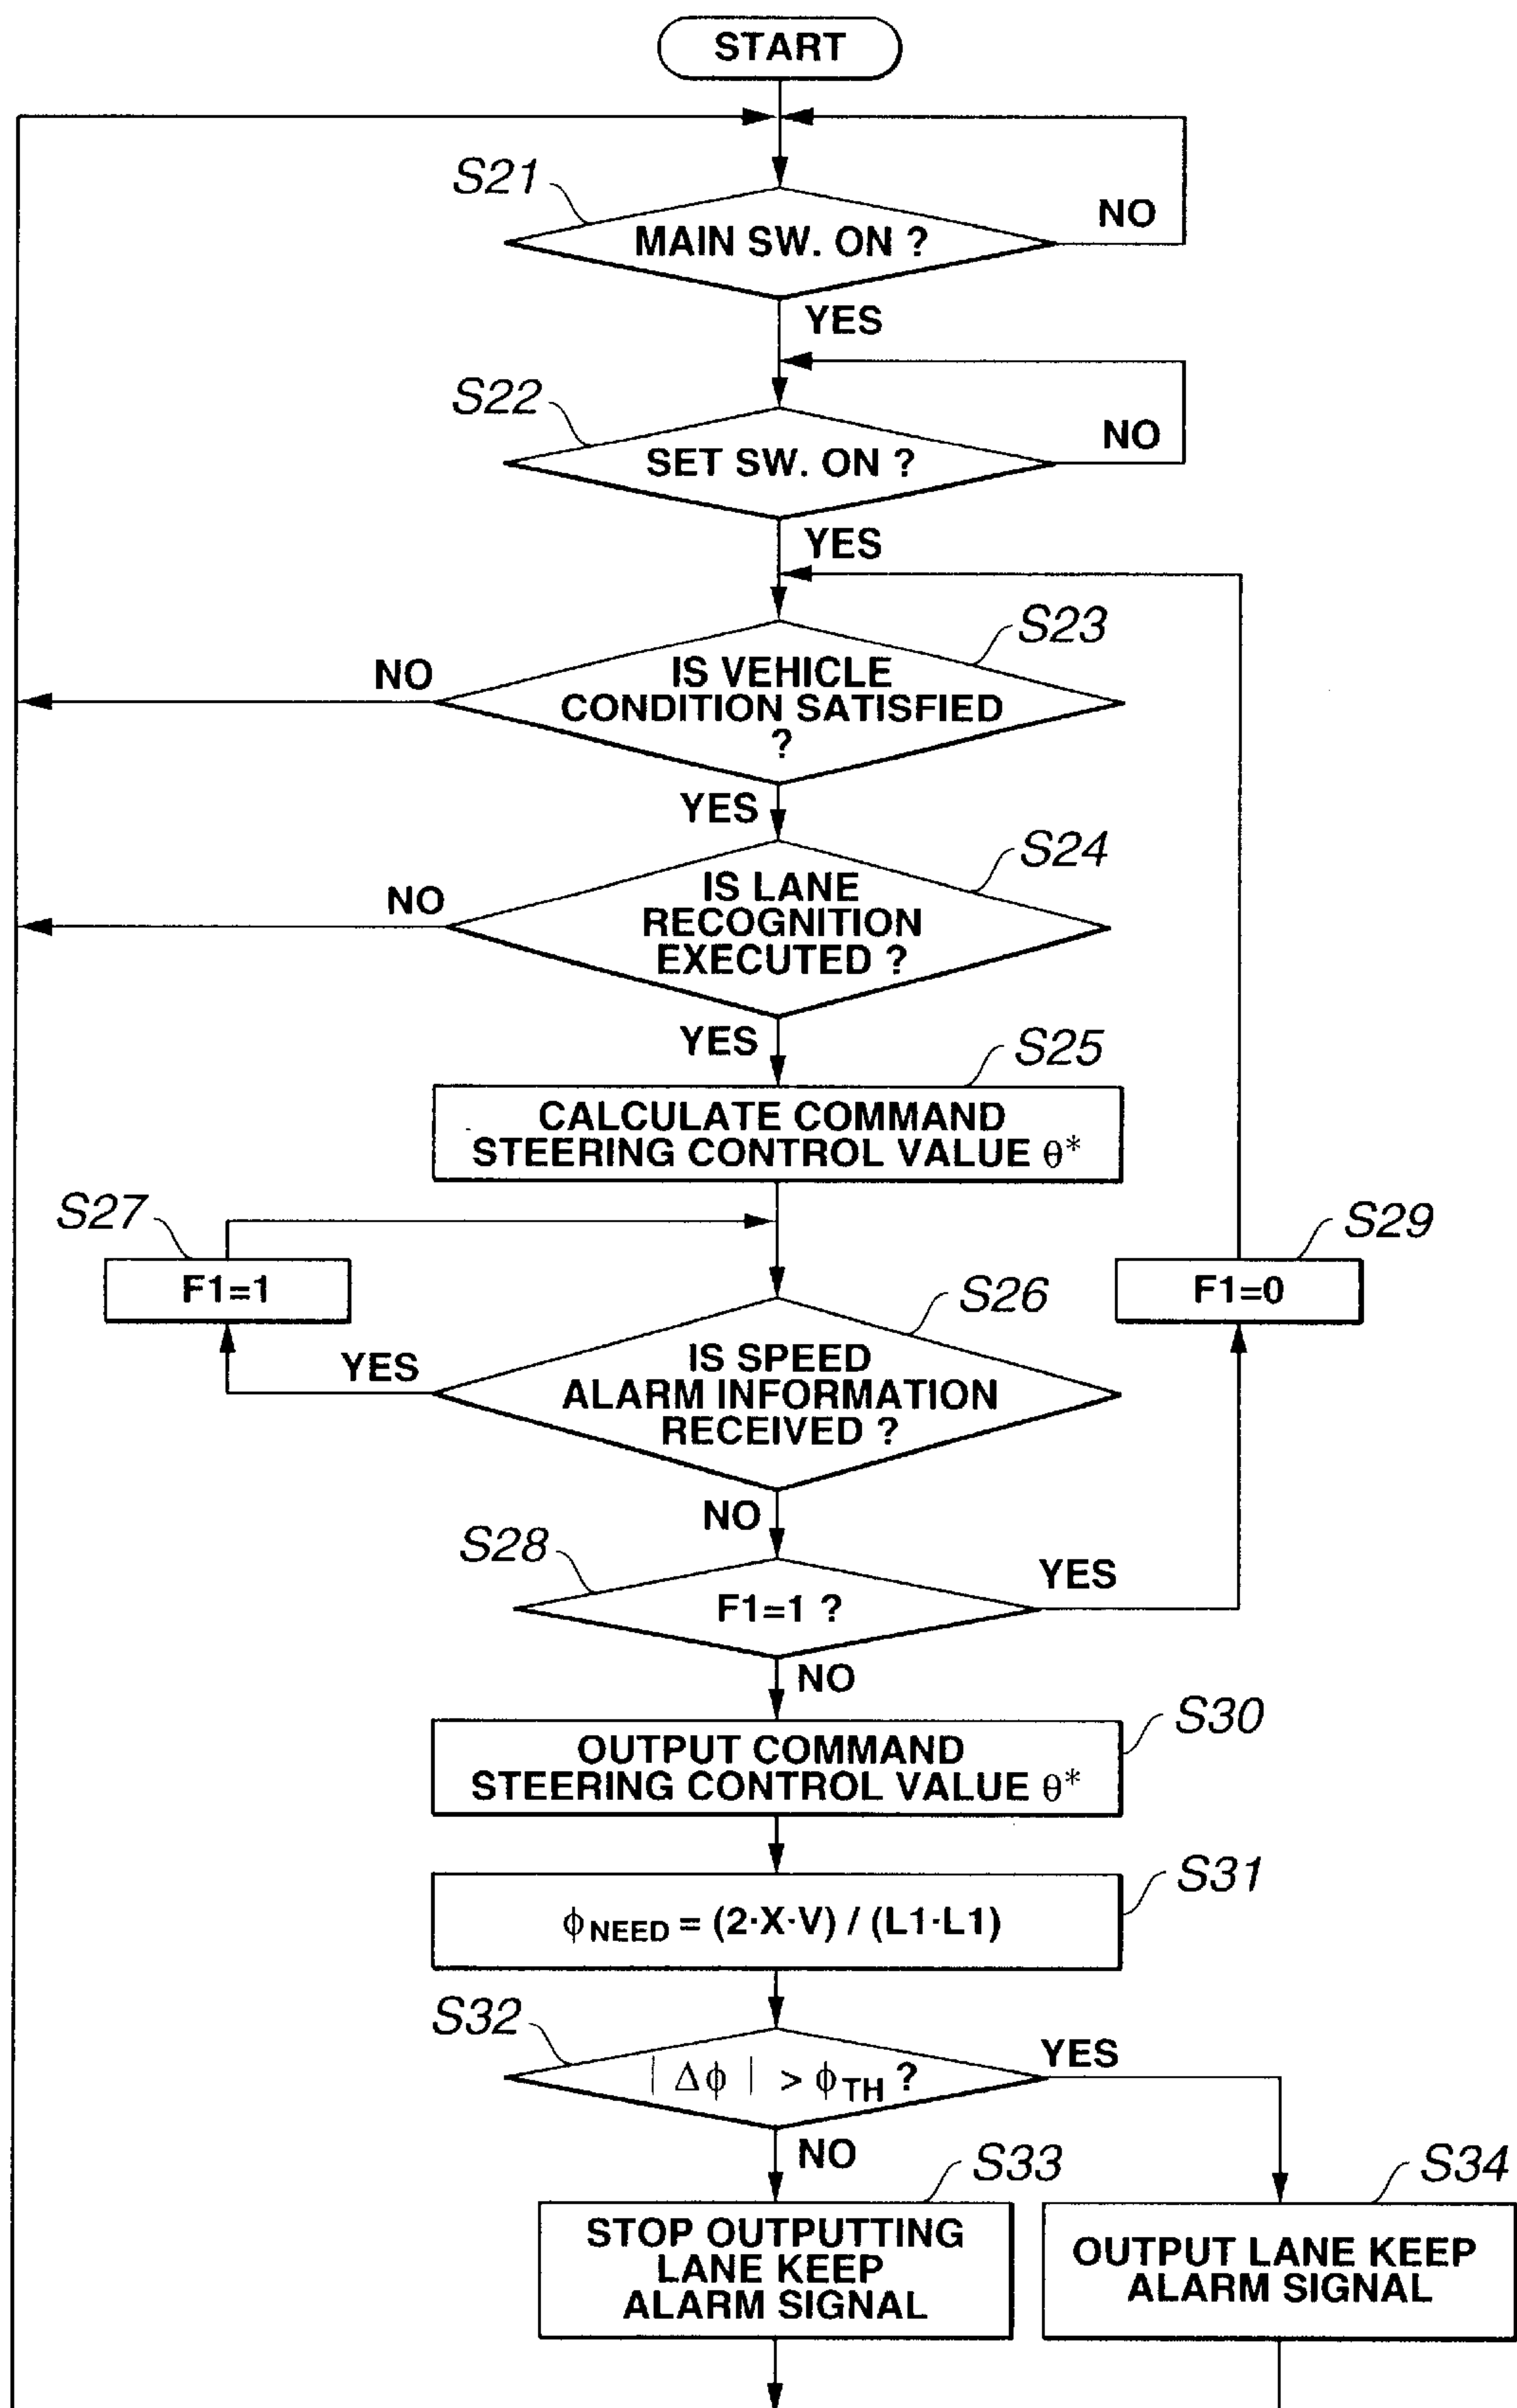 START
S21
MAIN SW. ON ?
NO
YES
S22
SET SW. ON ?
NO
YES
S23
IS VEHICLE
CONDITION SATISFIED
?
NO
YES
S24
IS LANE
RECOGNITION
EXECUTED ?
NO
YES
S25
CALCULATE COMMAND
STEERING CONTROL VALUE θ*
S27
F1=1
S29
F1=0
S26
IS SPEED
ALARM INFORMATION
RECEIVED ?
YES
NO
S28
F1=1 ?
YES
NO
S30
OUTPUT COMMAND
STEERING CONTROL VALUE θ*
S31
ϕNEED = (2·X·V) / (L1·L1)
S32
| Δϕ | > ϕTH ?
YES
NO
S33
STOP OUTPUTTING
LANE KEEP
ALARM SIGNAL
S34
OUTPUT LANE KEEP
ALARM SIGNAL